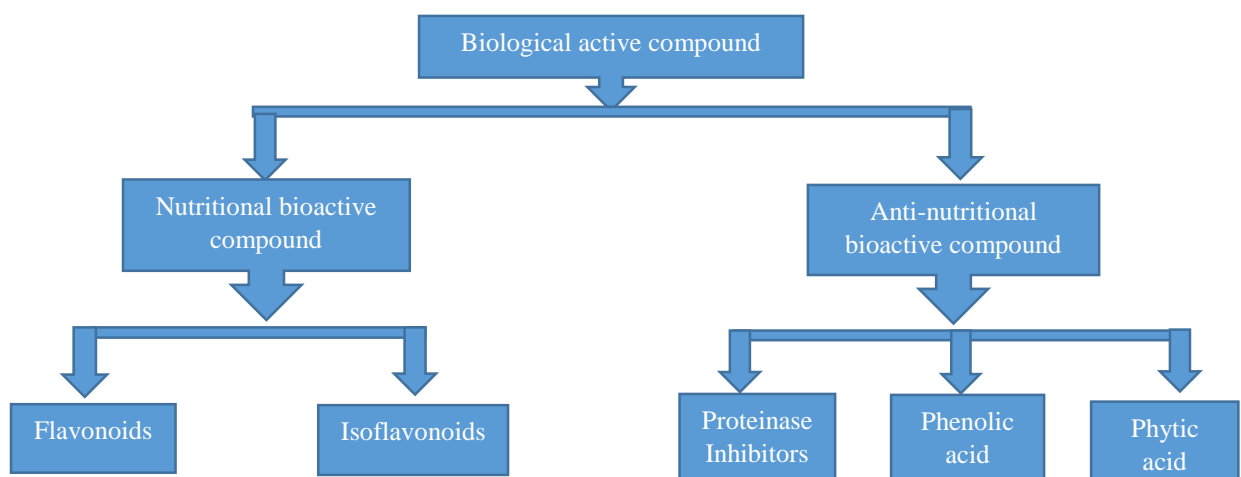 Biological active compound
Nutritional bioactive
compound
Anti-nutritional
bioactive compound
Flavonoids
Isoflavonoids
Proteinase
Inhibitors
Phenolic
acid
Phytic
acid